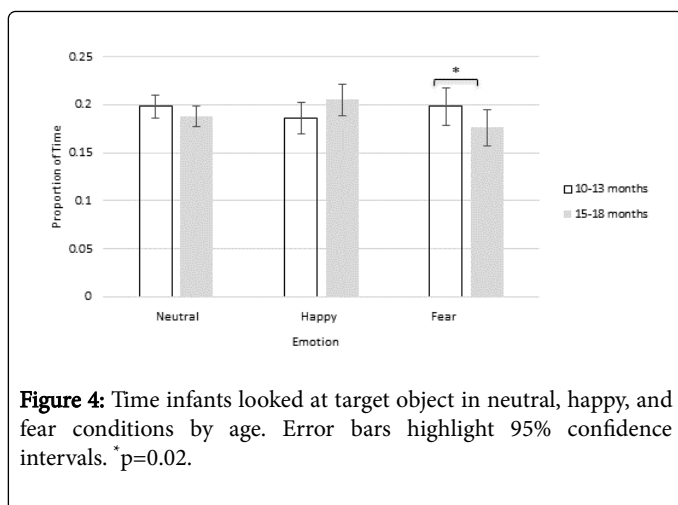 0.25
*
0.2
0.15
0.1
0.05
0
Proportion of Time
10-13 months
15-18 months
Neutral Happy Fear
Emotion
Figure 4: Time infants looked at target object in neutral, happy, and
fear conditions by age. Error bars highlight 95% confidence
intervals. *p=0.02.